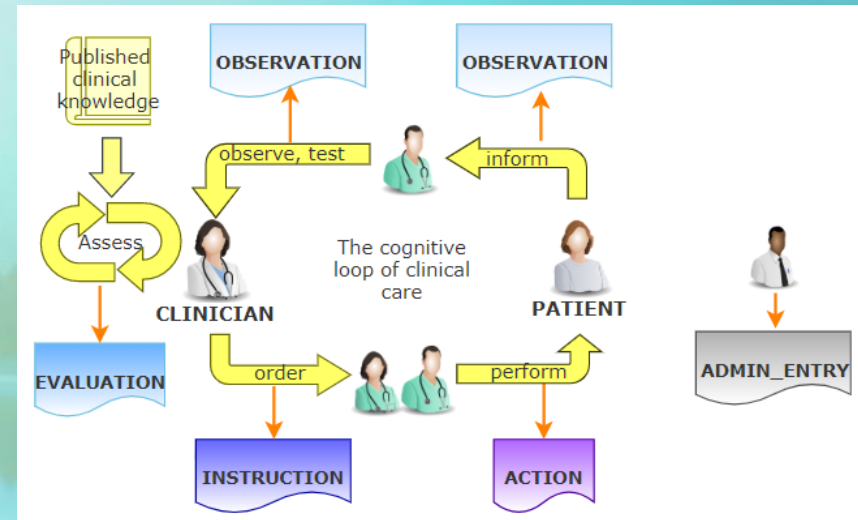 Published
clinical
knowledge
OBSERVATION
OBSERVATION
observe, test
inform
Assess
The cognitive
loop of clinical
care
CLINICIAN
PATIENT
EVALUATION
order
perform
ADMIN_ENTRY
INSTRUCTION
ACTION